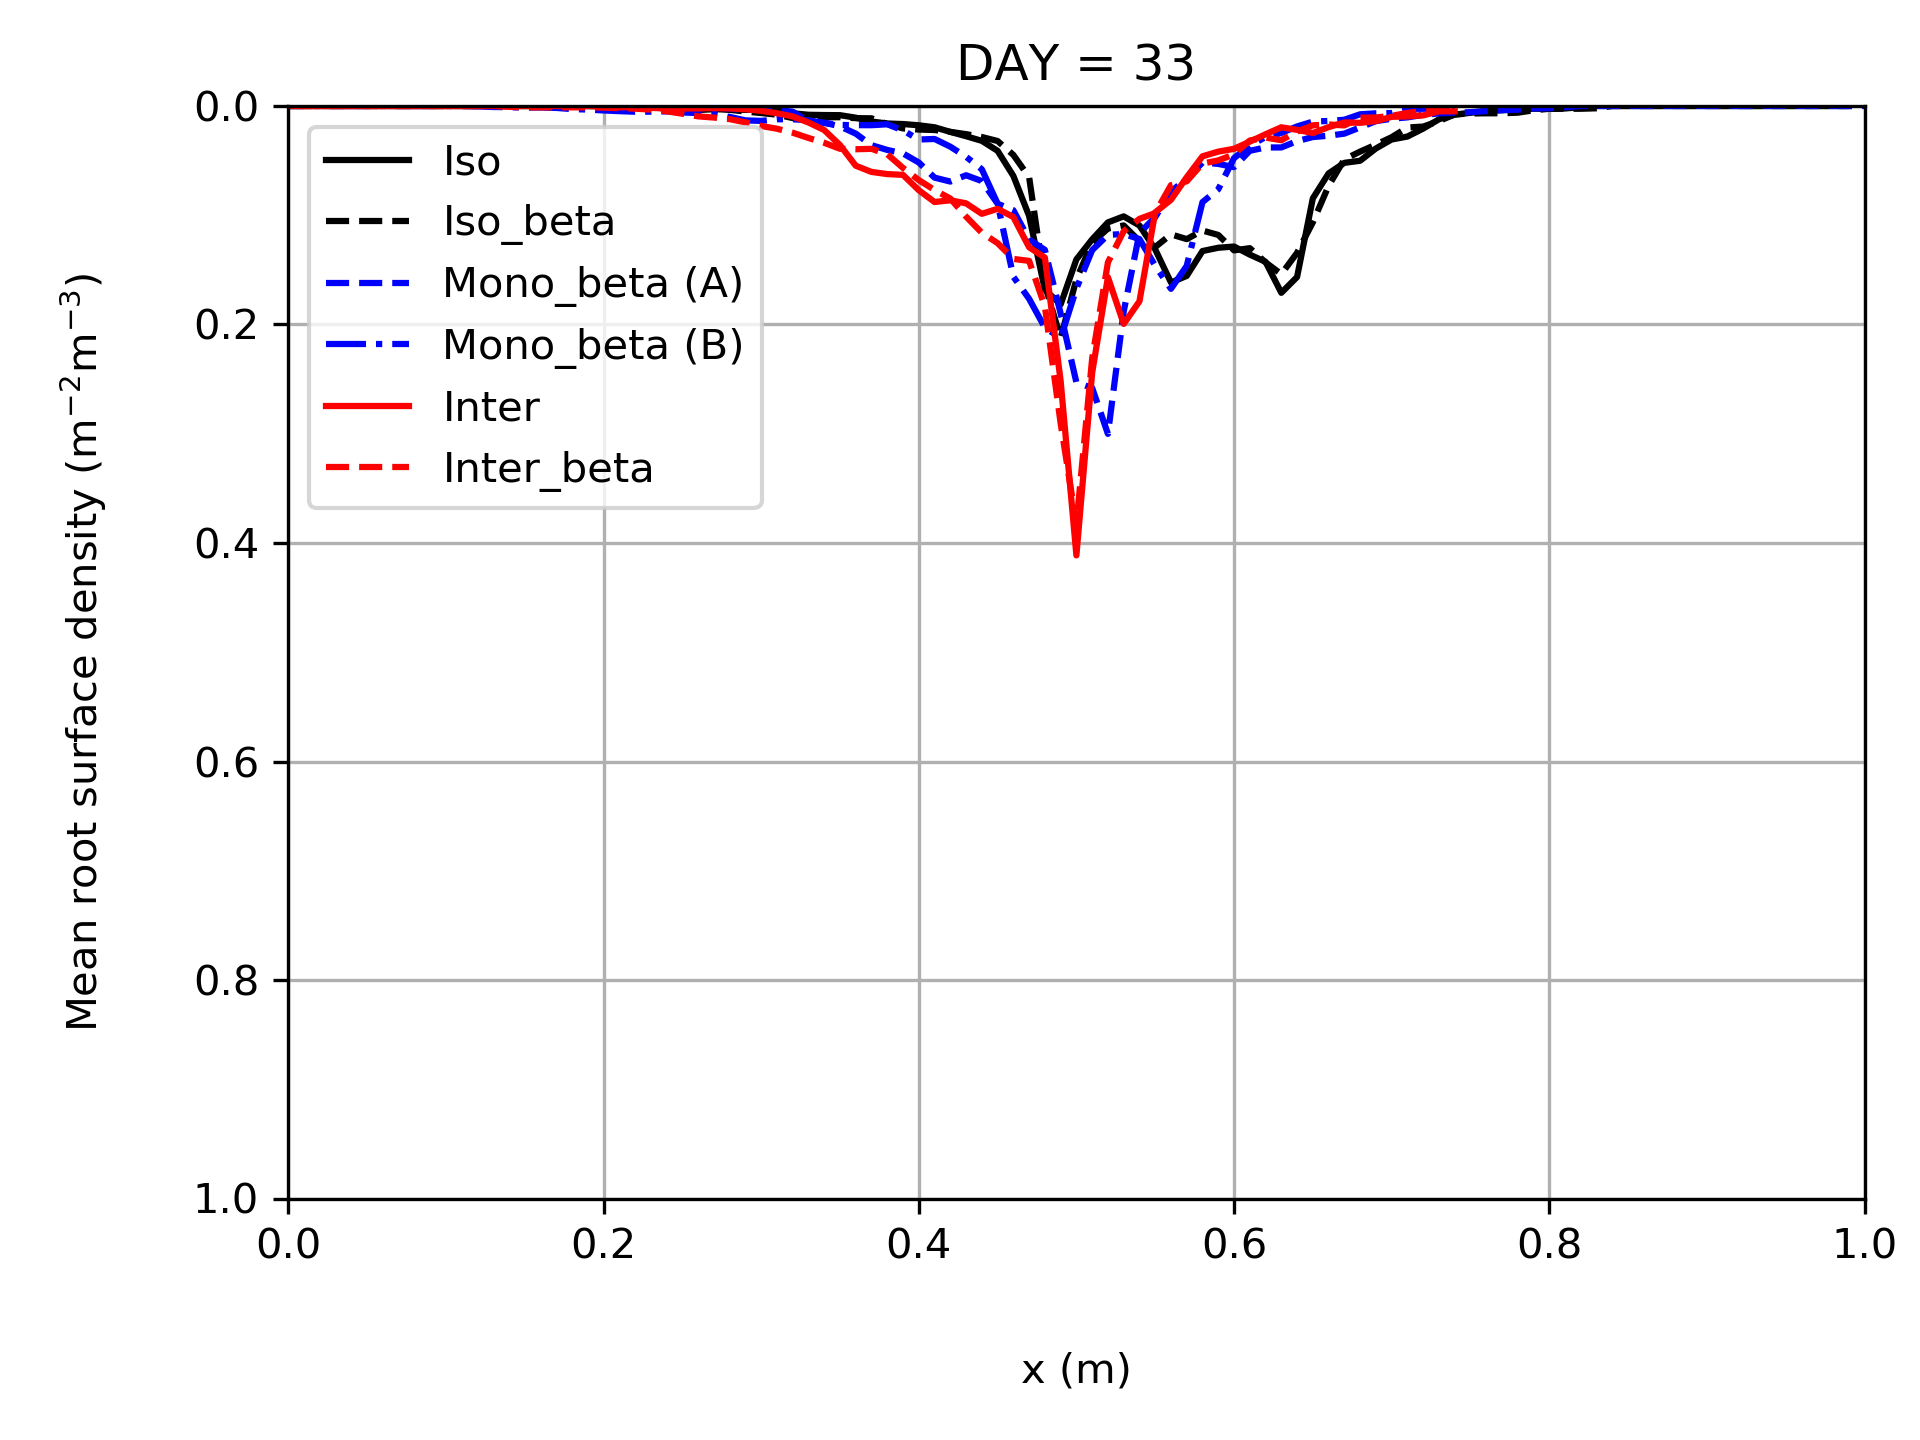 DAY = 33
0.0
0.2
0.4
0.6
0.8
1.0
Mean root surface density (m⁻²m⁻³)
Iso
Iso_beta
Mono_beta (A)
Mono_beta (B)
Inter
Inter_beta
0.0 0.2 0.4 0.6 0.8 1.0
x (m)